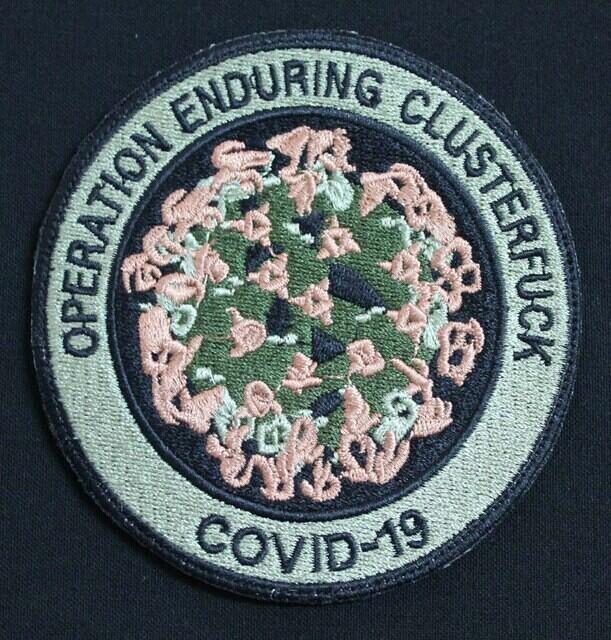 OPERATION ENDURING CLUSTERFUCK
COVID-19